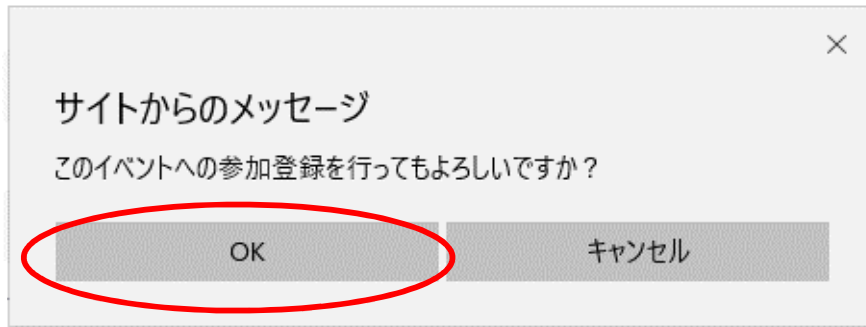 サイトからのメッセージ
このイベントへの参加登録を行ってもよろしいですか？
OK
キャンセル